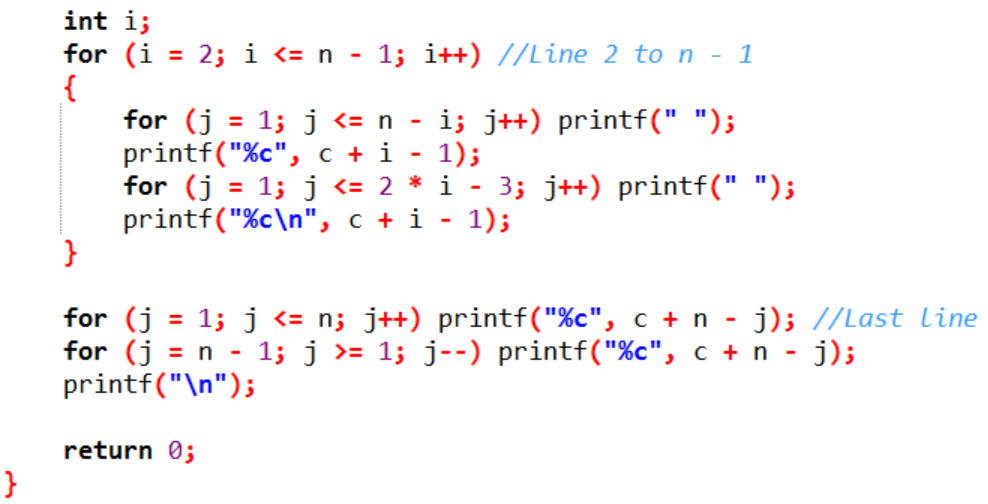 int i;
for (i = 2; i <= n - 1; i++) //Line 2 to n - 1
{
for (j = 1; j <= n - i; j++) printf(" ");
printf("%c", c + i - 1);
for (j = 1; j <= 2 * i - 3; j++) printf(" ");
printf("%c\n", c + i - 1);
}
for (j = 1; j <= n; j++) printf("%c", c + n - j); //Last line
for (j = n - 1; j >= 1; j--) printf("%c", c + n - j);
printf("\n");
return 0;
}